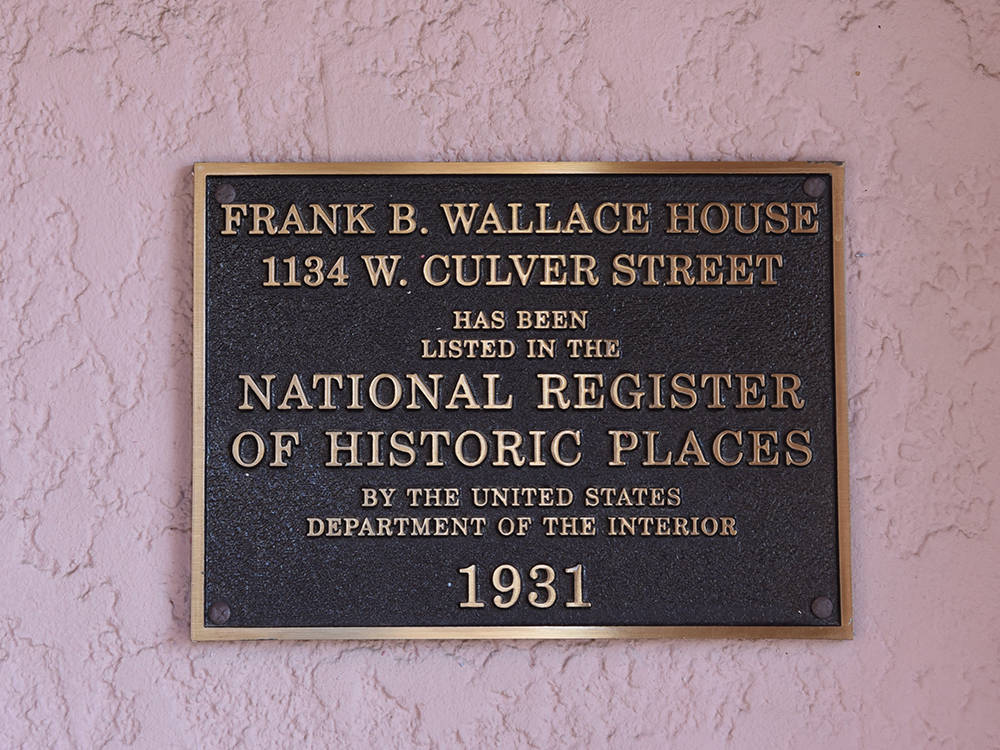 FRANK B. WALLACE HOUSE
1134 W. CULVER STREET
HAS BEEN
LISTED IN THE
NATIONAL REGISTER
OF HISTORIC PLACES
BY THE UNITED STATES
DEPARTMENT OF THE INTERIOR
1931